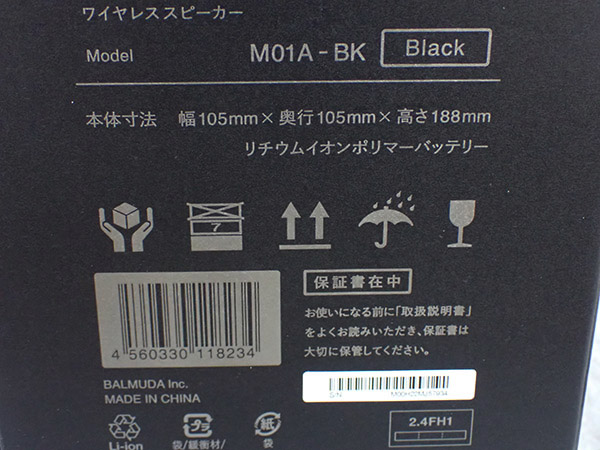 ワイヤレススピーカー
Model M01A-BK Black
本体寸法 幅105mm×奥行105mm×高さ188mm
リチウムイオンポリマーバッテリー
7
保証書在中
お使いになる前に「取扱説明書」
をよくお読みいただき、保証書は
大切に保管してください。
4 560330 118234
BALMUDA Inc.
MADE IN CHINA
S/N
Li-ion
プラ
袋/緩衝材/
紙
袋
2.4FH1